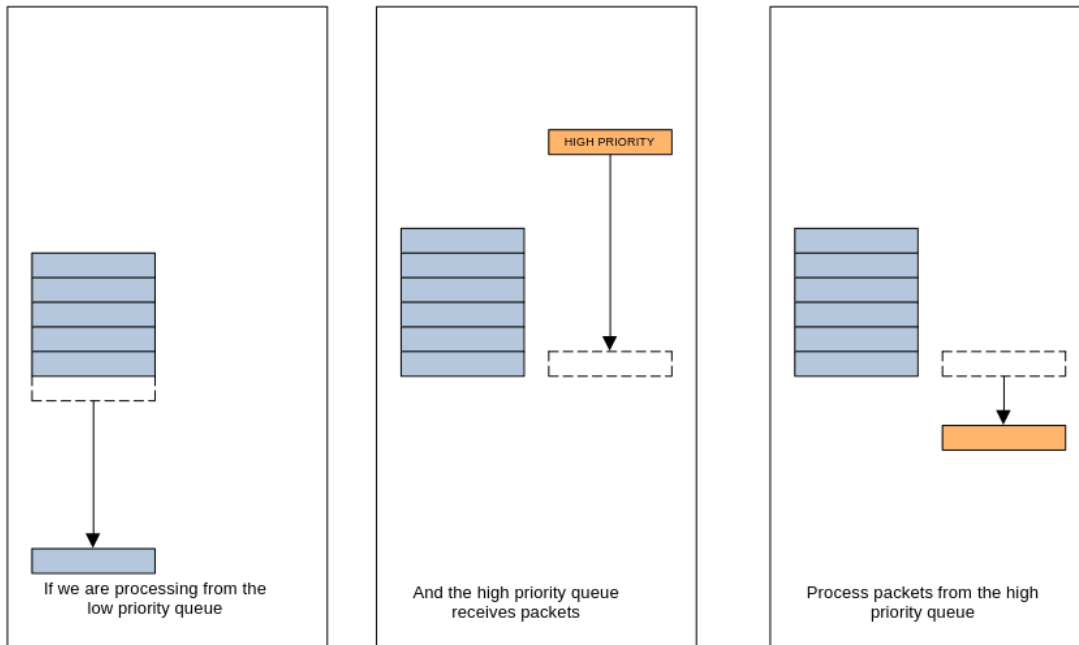 HIGH PRIORITY
If we are processing from the
low priority queue
And the high priority queue
receives packets
Process packets from the high
priority queue